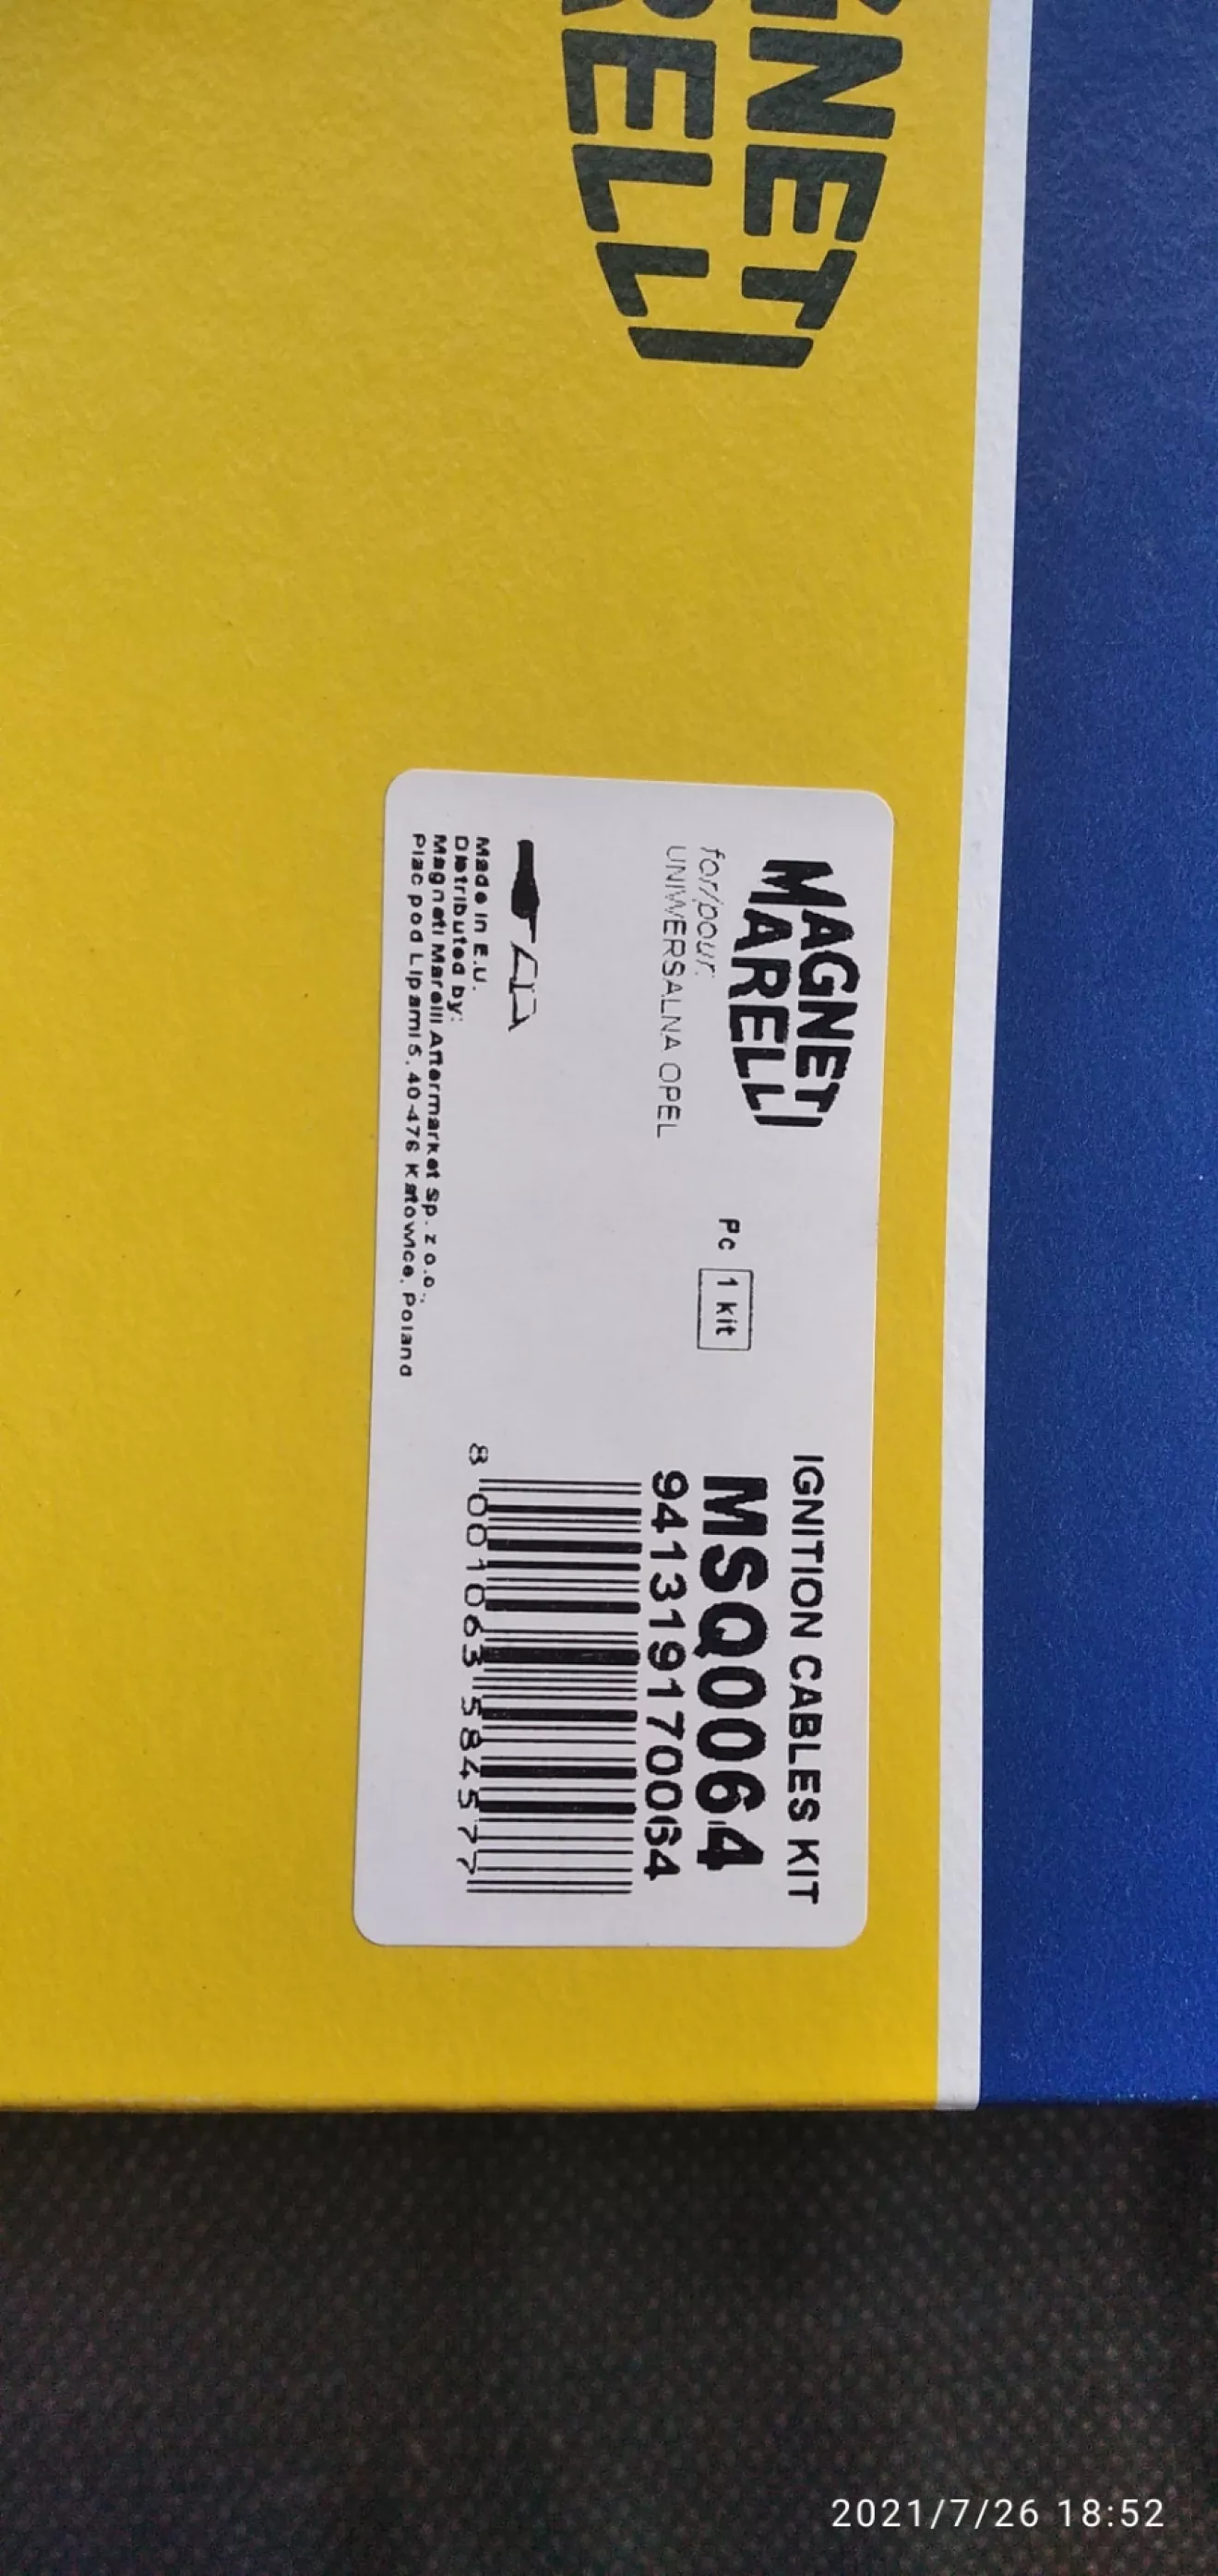 GNETI
RELLI
MAGNETI
MARELLI
for/pour:
UNIWERSALNA OPEL
Pc 1 kit
IGNITION CABLES KIT
MSQ0064
941319170064
8 001063 584577
Made in E.U.
Distributed by:
Magneti Marelli Aftermarket Sp. z o.o.;
Plac pod Lipami 5, 40-476 Katowice, Poland
2021/7/26 18:52